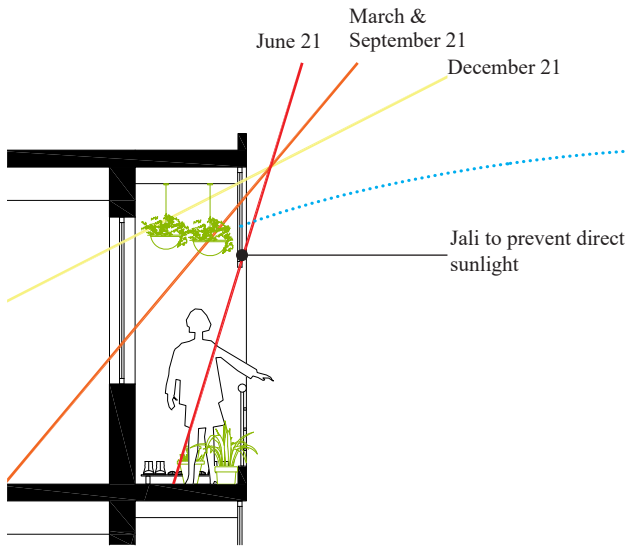 June 21
March &
September 21
December 21
Jali to prevent direct
sunlight